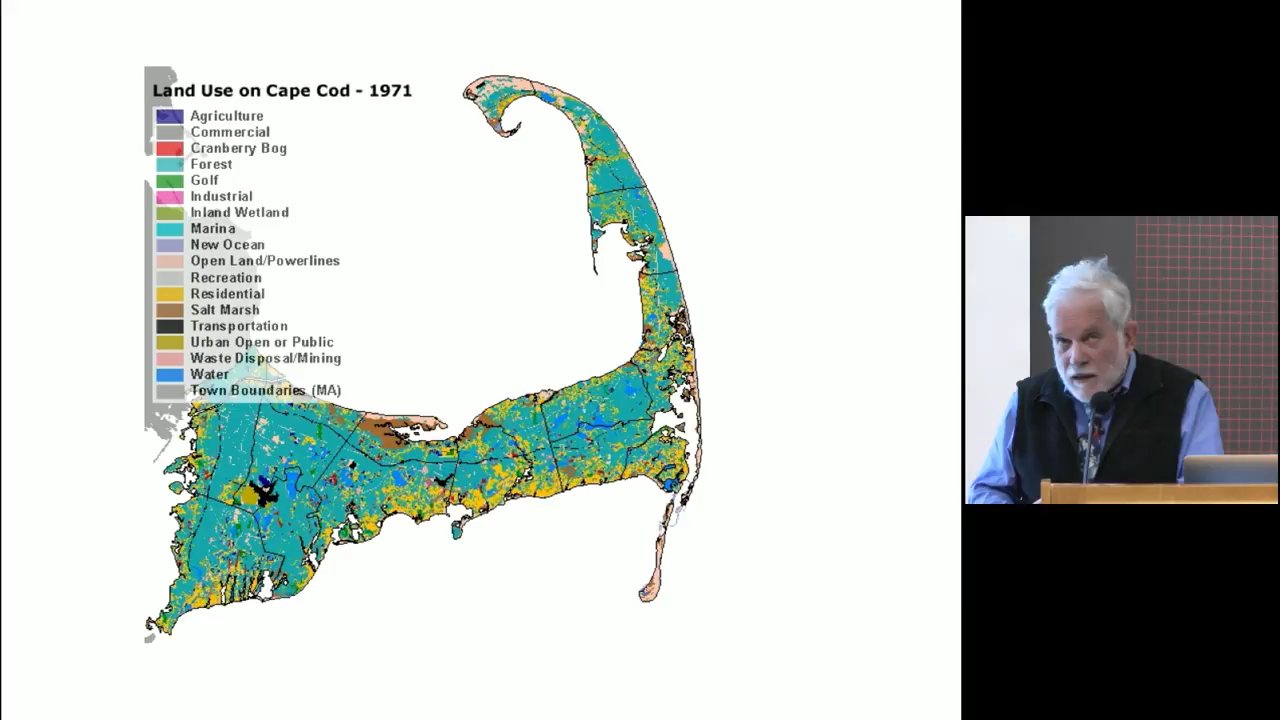 Land Use on Cape Cod - 1971
Agriculture
Commercial
Cranberry Bog
Forest
Golf
Industrial
Inland Wetland
Marina
New Ocean
Open Land/Powerlines
Recreation
Residential
Salt Marsh
Transportation
Urban Open or Public
Waste Disposal/Mining
Water
Town Boundaries (MA)